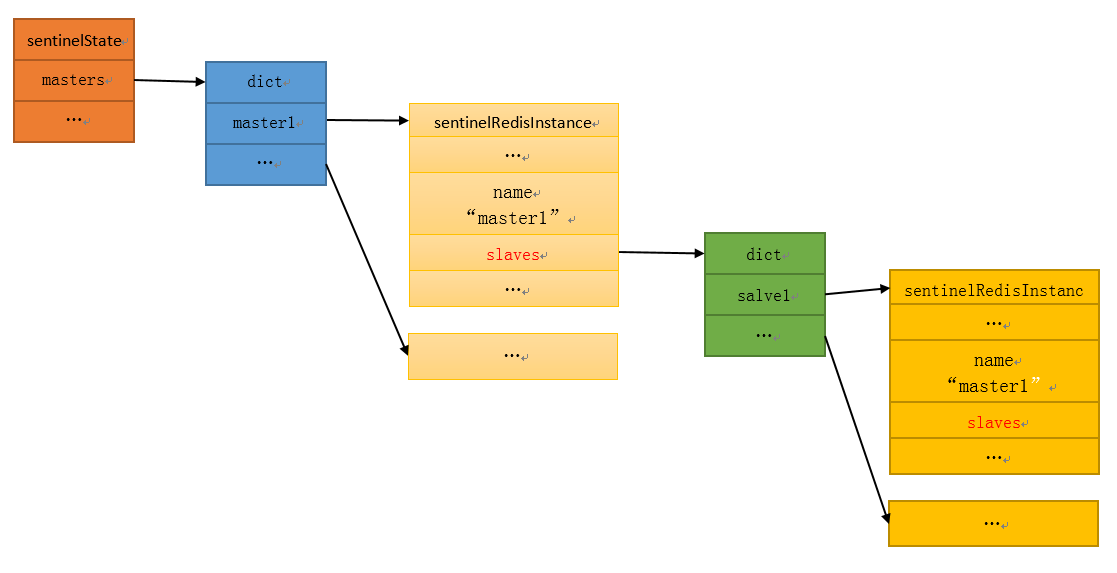 sentinelState
masters
…
dict
master1
…
sentinelRedisInstance
…
name
“master1”
slaves
…
…
dict
salve1
…
sentinelRedisInstanc
…
name
“master1”
slaves
…
…